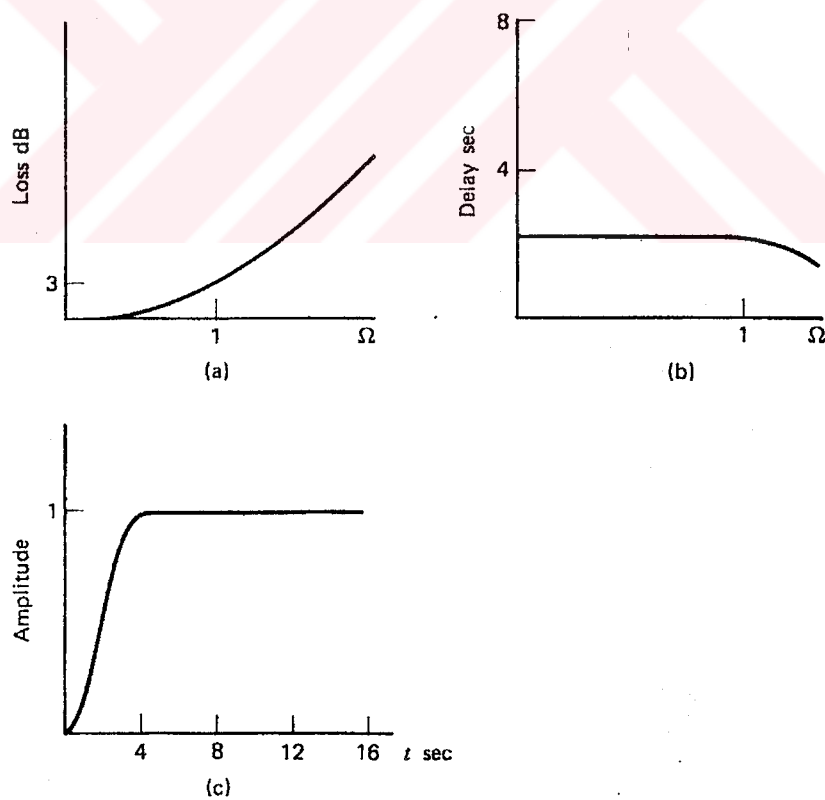 Loss dB
3
1
Ω
(a)
8
Delay sec
4
1
Ω
(b)
1
Amplitude
4 8 12 16 t sec
(c)